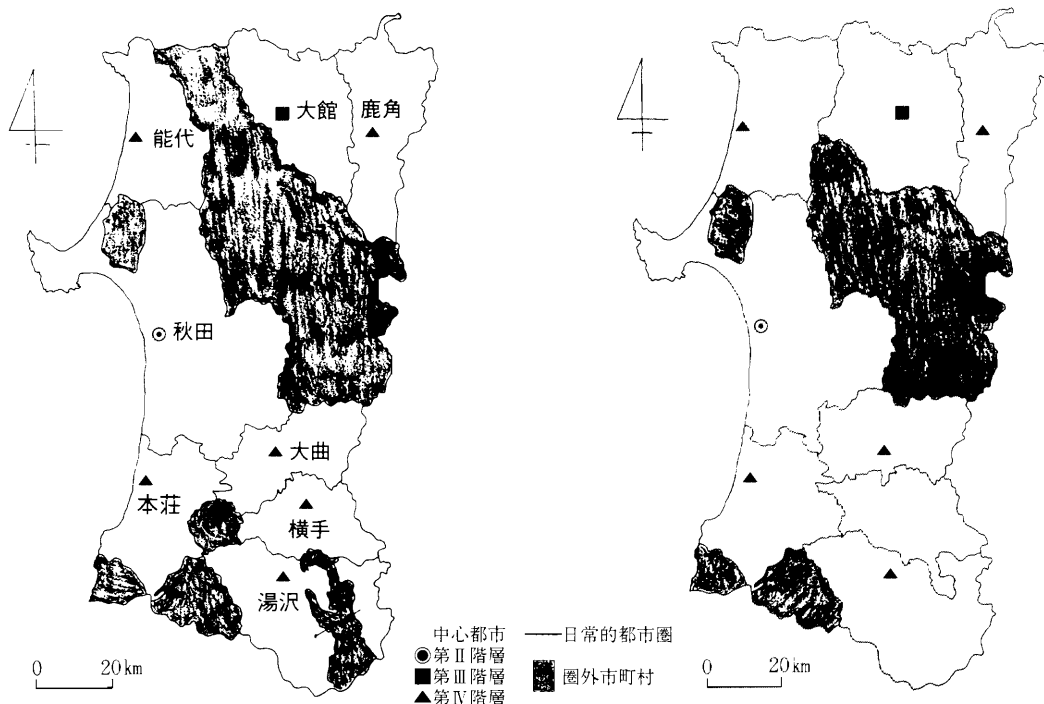 大館
鹿角
能代
秋田
大曲
本荘
横手
湯沢
0 20km
中心都市
第Ⅱ階層
第Ⅲ階層
第Ⅳ階層
日常的都市圏
圏外市町村
0 20km